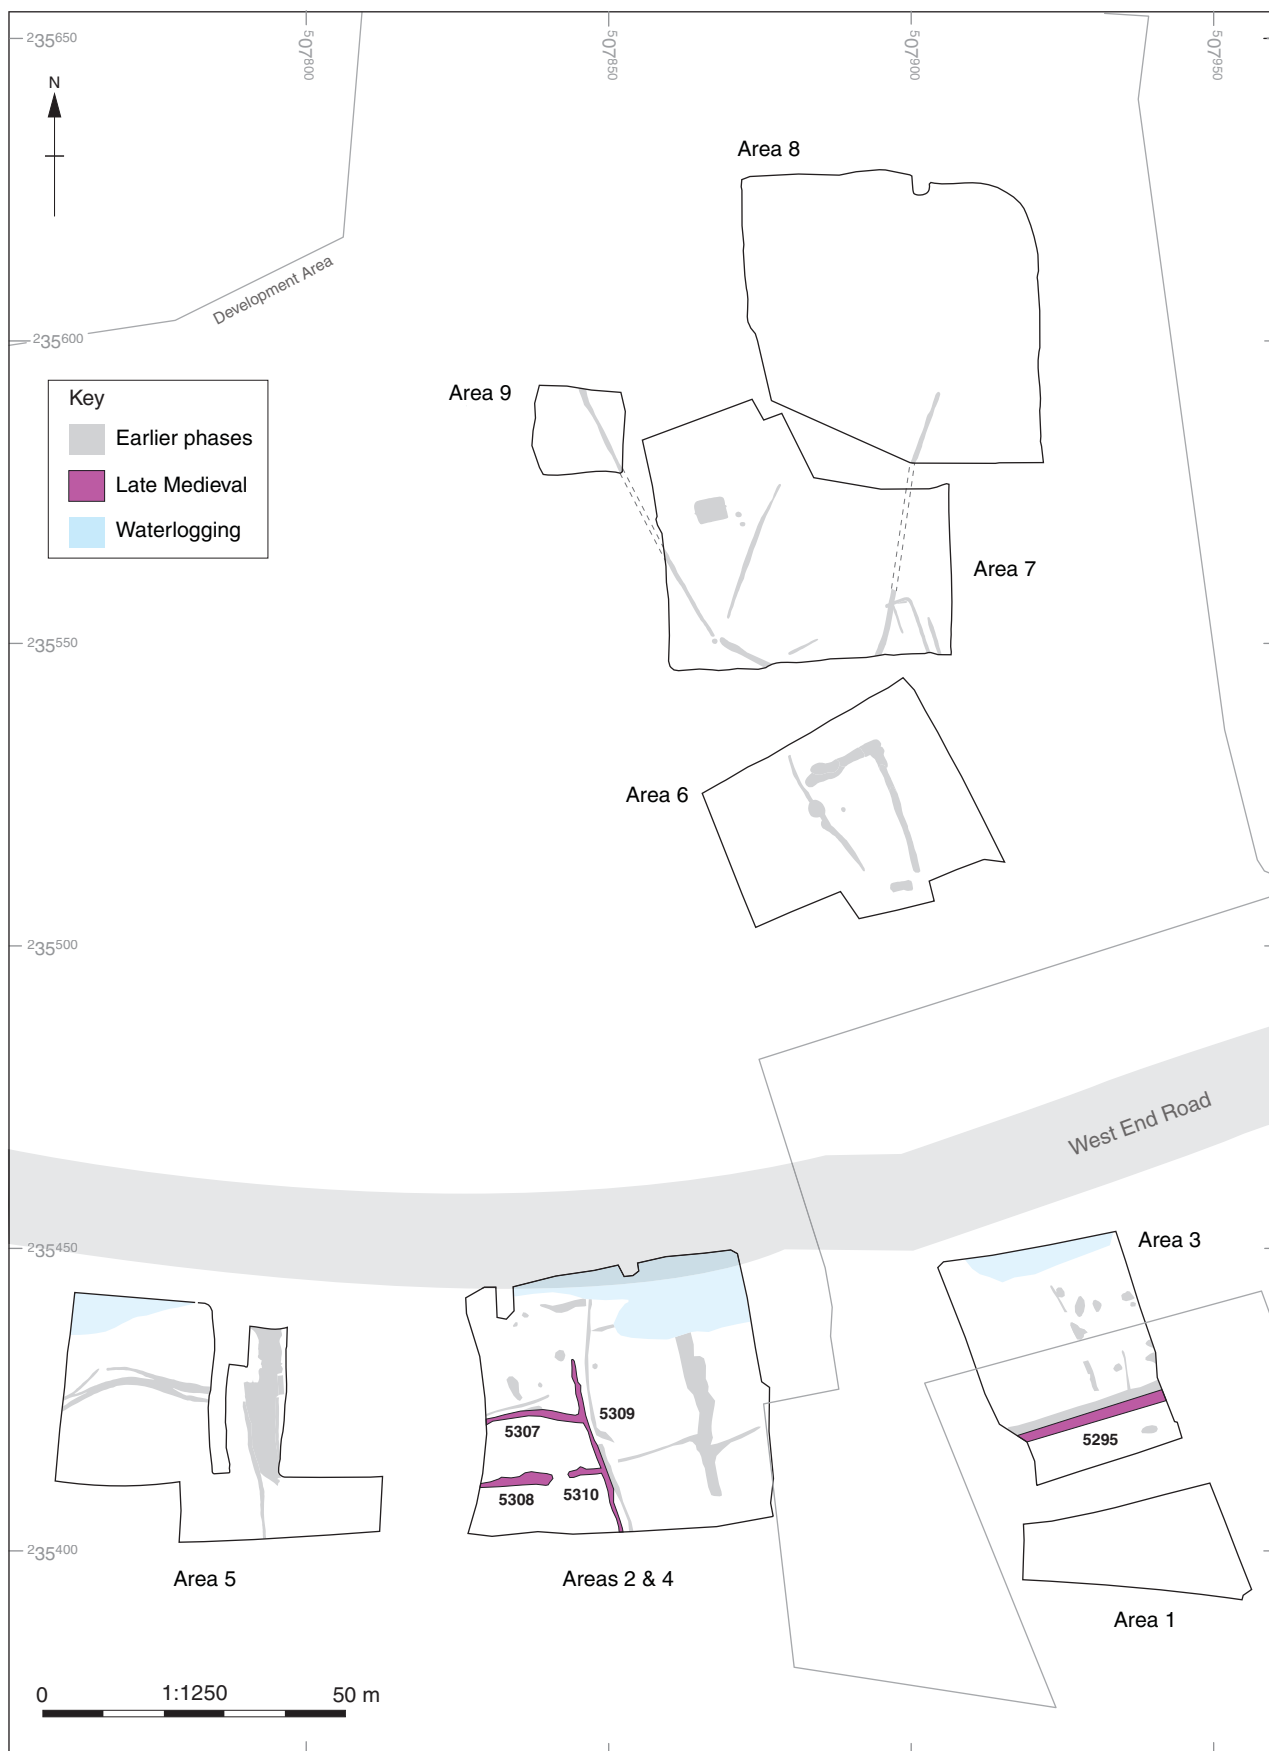 235650
507800
507850
507900
507950
N
Area 8
Development Area
235600
Area 9
Key
Earlier phases
Late Medieval
Waterlogging
Area 7
235550
Area 6
235500
West End Road
235450
Area 3
5309
5307
5295
5308
5310
235400
Area 5
Areas 2 & 4
Area 1
0 1:1250 50 m